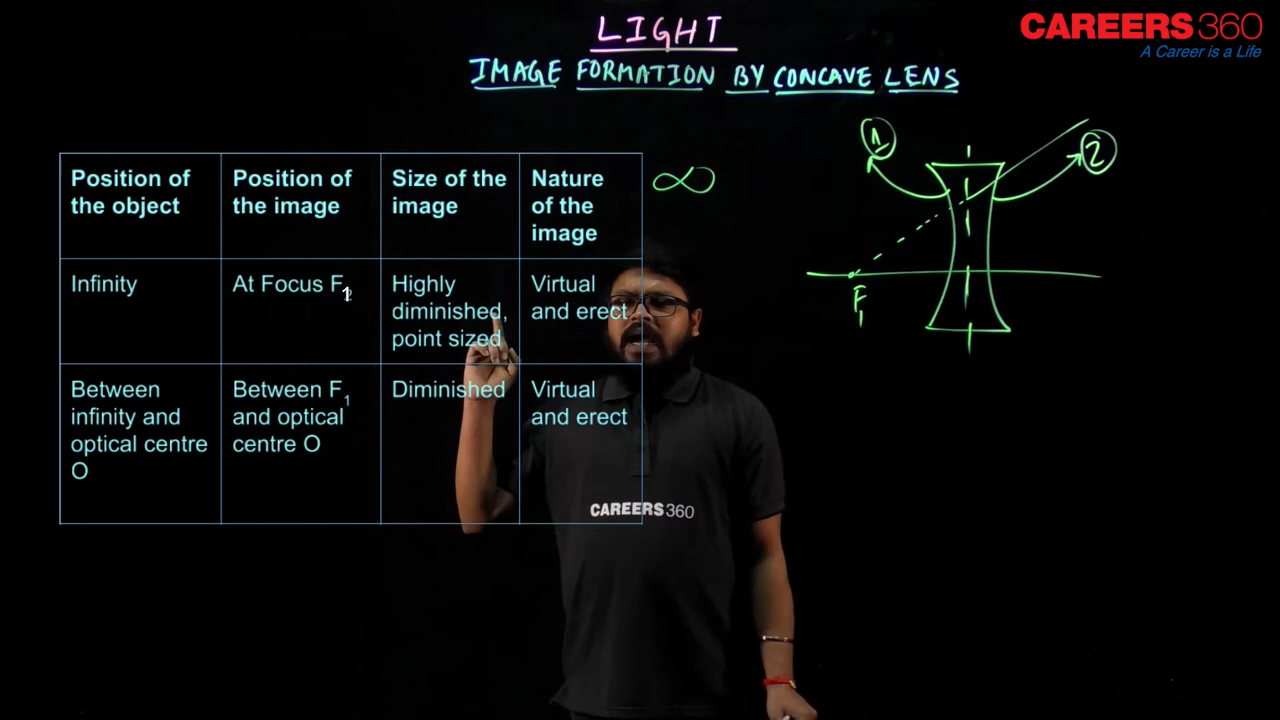 LIGHT
IMAGE FORMATION BY CONCAVE LENS
CAREERS360
A Career is a Life
Position of
the object
Position of
the image
Size of the
image
Nature
of the
image
∞
Infinity
At Focus F
Highly
diminished,
point sized
Virtual
and erect
Between
infinity and
optical centre
O
Between F₁
and optical
centre O
Diminished
Virtual
and erect
1
2
F₁
CAREERS360